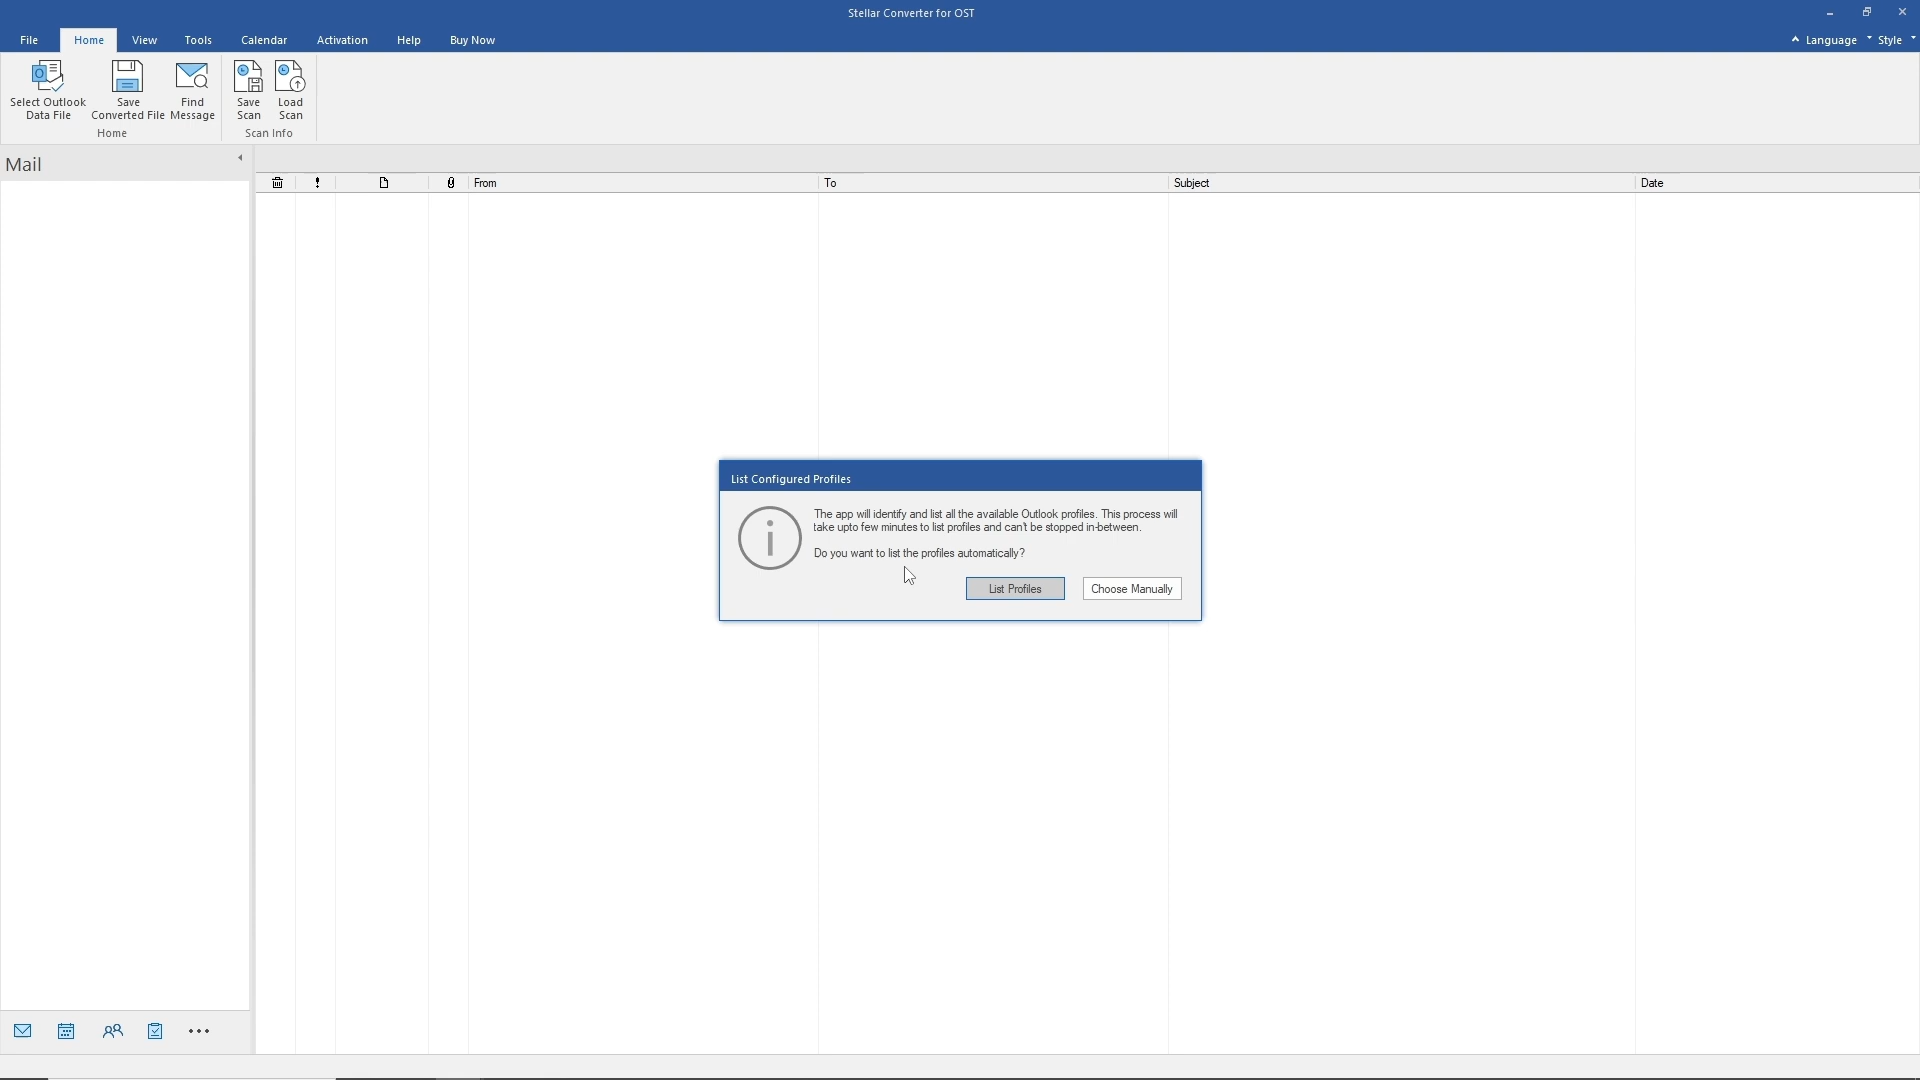 Stellar Converter for OST
File Home View Tools Calendar Activation Help Buy Now Language Style
Select Outlook Data File
Save Converted File
Find Message
Save Scan
Load Scan
Home Scan Info
Mail
From To Subject Date
List Configured Profiles
The app will identify and list all the available Outlook profiles. This process will
take upto few minutes to list profiles and can't be stopped in-between.
Do you want to list the profiles automatically?
List Profiles Choose Manually